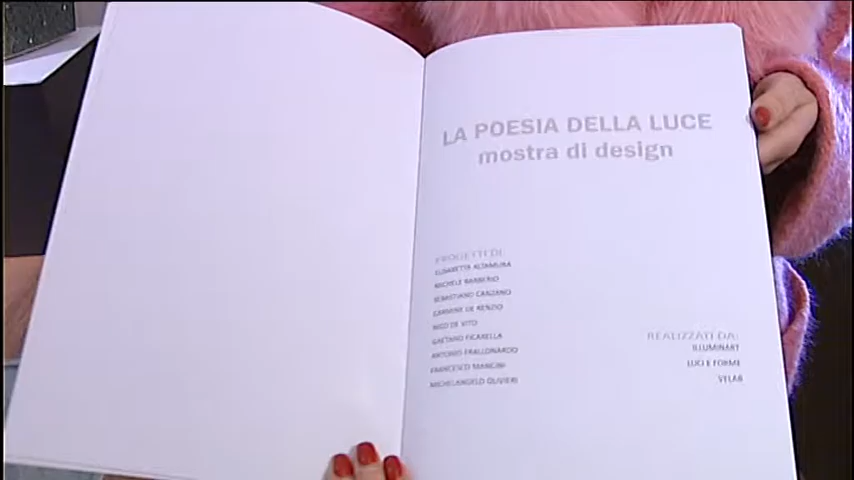 LA POESIA DELLA LUCE
mostra di design
PROGETTI DI:
ELISABETTA ALTAMURA
MICHELE BARBERIO
SEBASTIANO CANZANO
CARMINE DE RENZIO
NICO DE VITO
GAETANO FICARELLA
ANTONIO FRALLONARDO
FRANCESCO MANCINI
MICHELANGELO OLIVIERI
REALIZZATI DA:
ILLUMINART
LUCI E FORME
VELAB